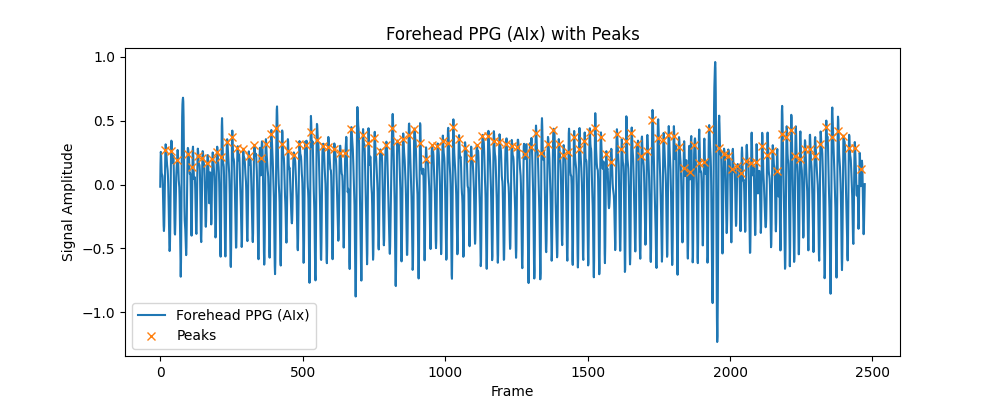 Forehead PPG (AIx) with Peaks
1.0
0.5
0.0
−0.5
−1.0
Signal Amplitude
Forehead PPG (AIx)
Peaks
0
500
1000
1500
2000
2500
Frame